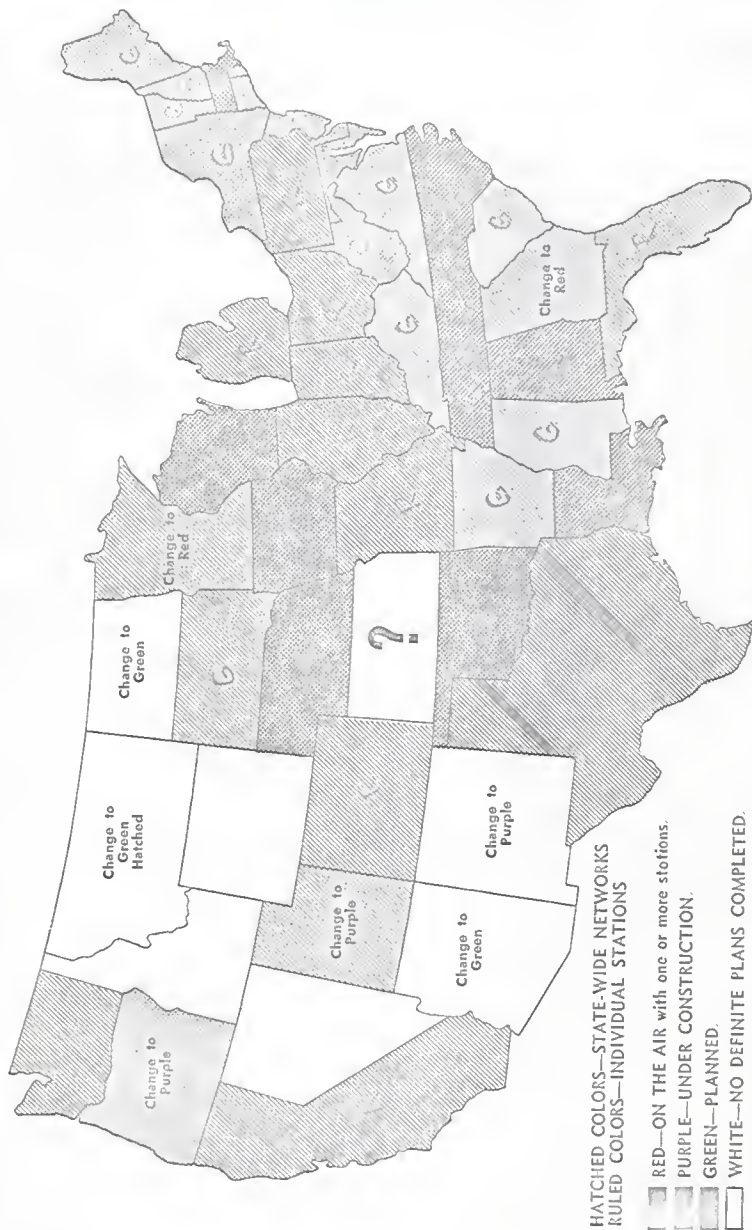 Change to
Purple
Change to
Green
Hatched
Change to
Green
Change to
Red
G
?
Change to
Purple
Change to
Green
Change to
Purple
R
R
R
G
G
G
G
G
G
G
G
G
Change to
Red
R
HATCHED COLORS—STATE-WIDE NETWORKS
RULED COLORS—INDIVIDUAL STATIONS
RED—ON THE AIR with one or more stations.
PURPLE—UNDER CONSTRUCTION.
GREEN—PLANNED.
WHITE—NO DEFINITE PLANS COMPLETED.